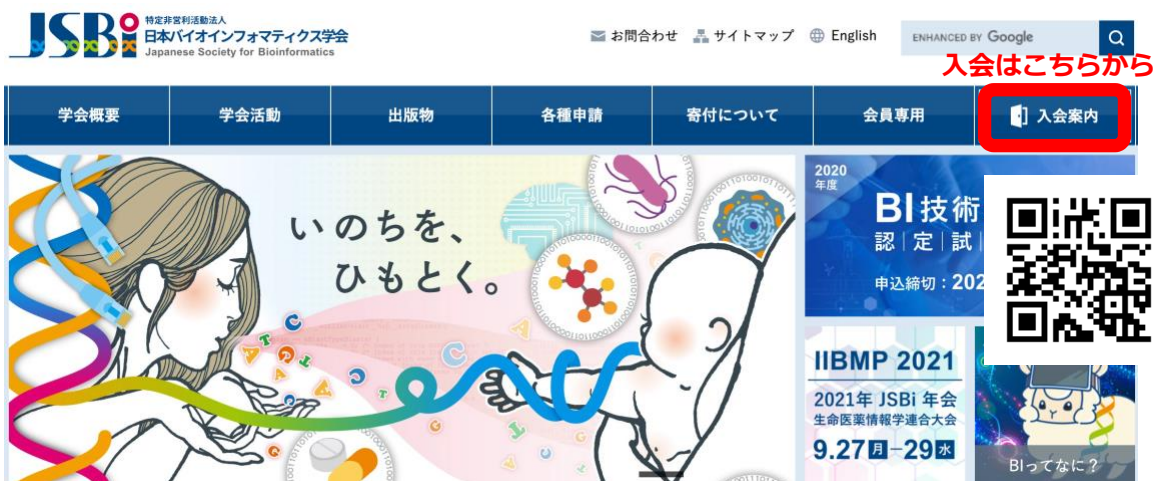 JSBi
特定非営利活動法人
日本バイオインフォマティクス学会
Japanese Society for Bioinformatics
お問合わせ
サイトマップ
English
ENHANCED BY Google
入会はこちらから
学会概要
学会活動
出版物
各種申請
寄付について
会員専用
入会案内
いのちを、
ひもとく。
2020
年度
BI技術
認|定|試|
申込締切：202
IIBMP 2021
2021年 JSBi 年会
生命医薬情報学連合大会
9.27月-29水
BIってなに？